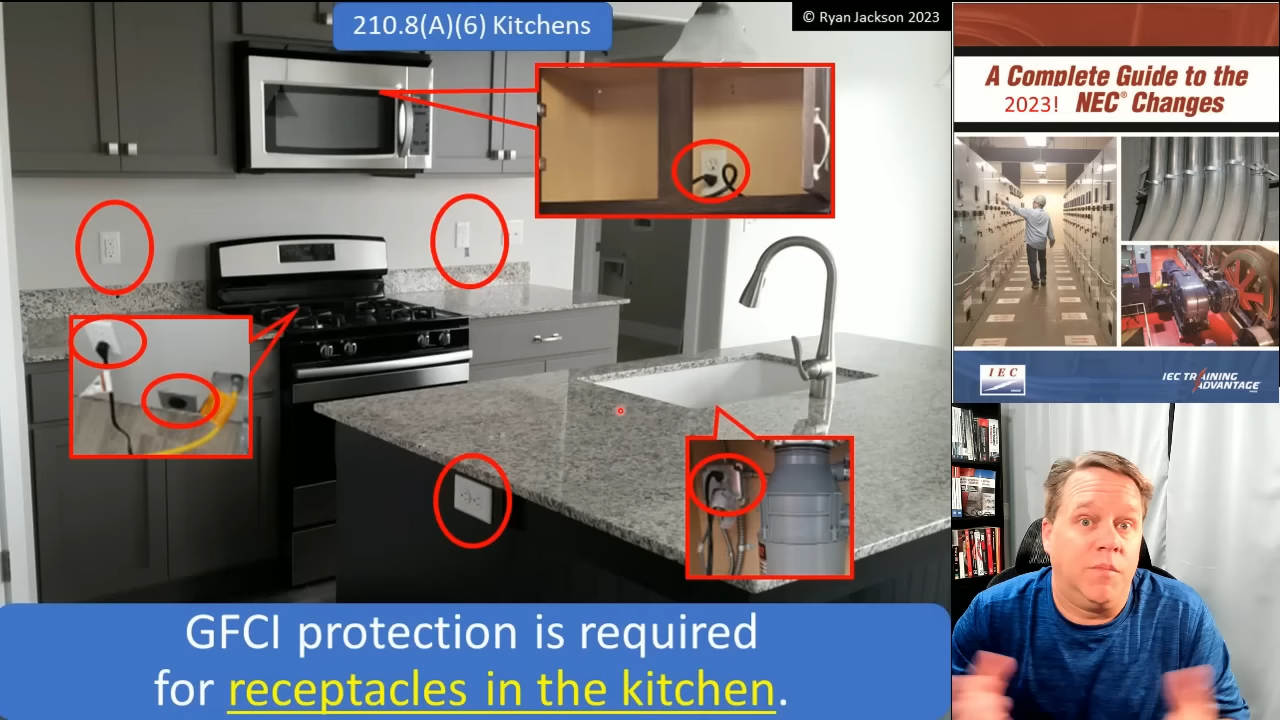 210.8(A)(6) Kitchens
© Ryan Jackson 2023
A Complete Guide to the
2023! NEC® Changes
IEC
IEC TRAINING
ADVANTAGE
GFCI protection is required
for receptacles in the kitchen.